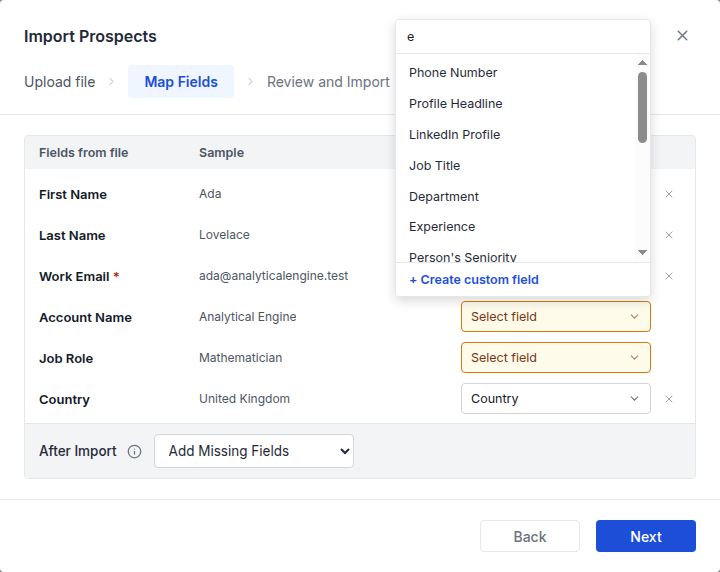 Import Prospects
Upload file
Map Fields
Review and Import
e
Phone Number
Profile Headline
LinkedIn Profile
Job Title
Department
Experience
Person's Seniority
+ Create custom field
Fields from file Sample
First Name Ada
Last Name Lovelace
Work Email * ada@analyticalengine.test
Account Name Analytical Engine Select field
Job Role Mathematician Select field
Country United Kingdom Country
After Import Add Missing Fields
Back Next